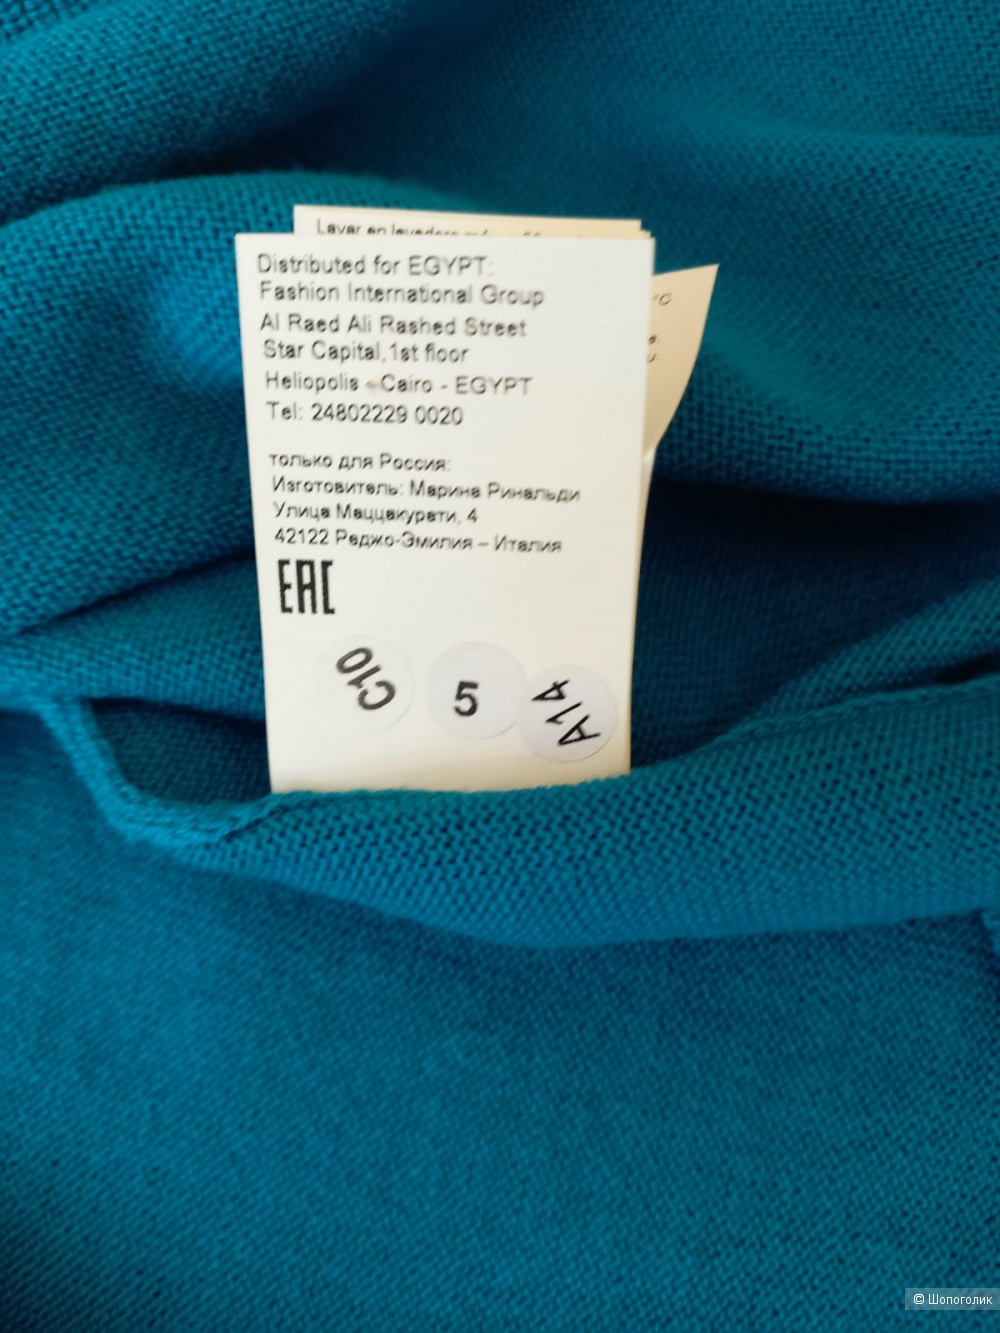 Lavar en
Distributed for EGYPT:
Fashion International Group
Al Raed Ali Rashed Street
Star Capital,1st floor
Heliopolis - Cairo - EGYPT
Tel: 24802229 0020
только для Россия:
Изготовитель: Марина Ринальди
Улица Маццакурати, 4
42122 Реджо-Эмилия – Италия
EAC
C10
5
A14
© Шопоголик